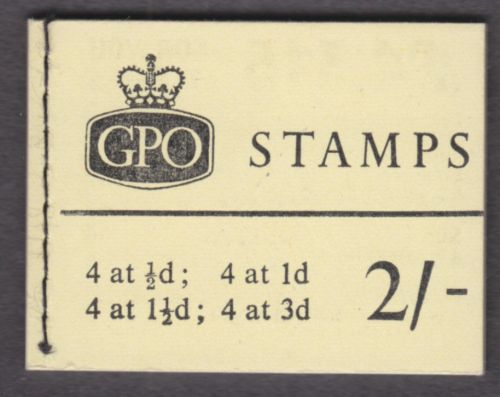 GPO STAMPS
4 at ½d; 4 at 1d
4 at 1½d; 4 at 3d
2/-